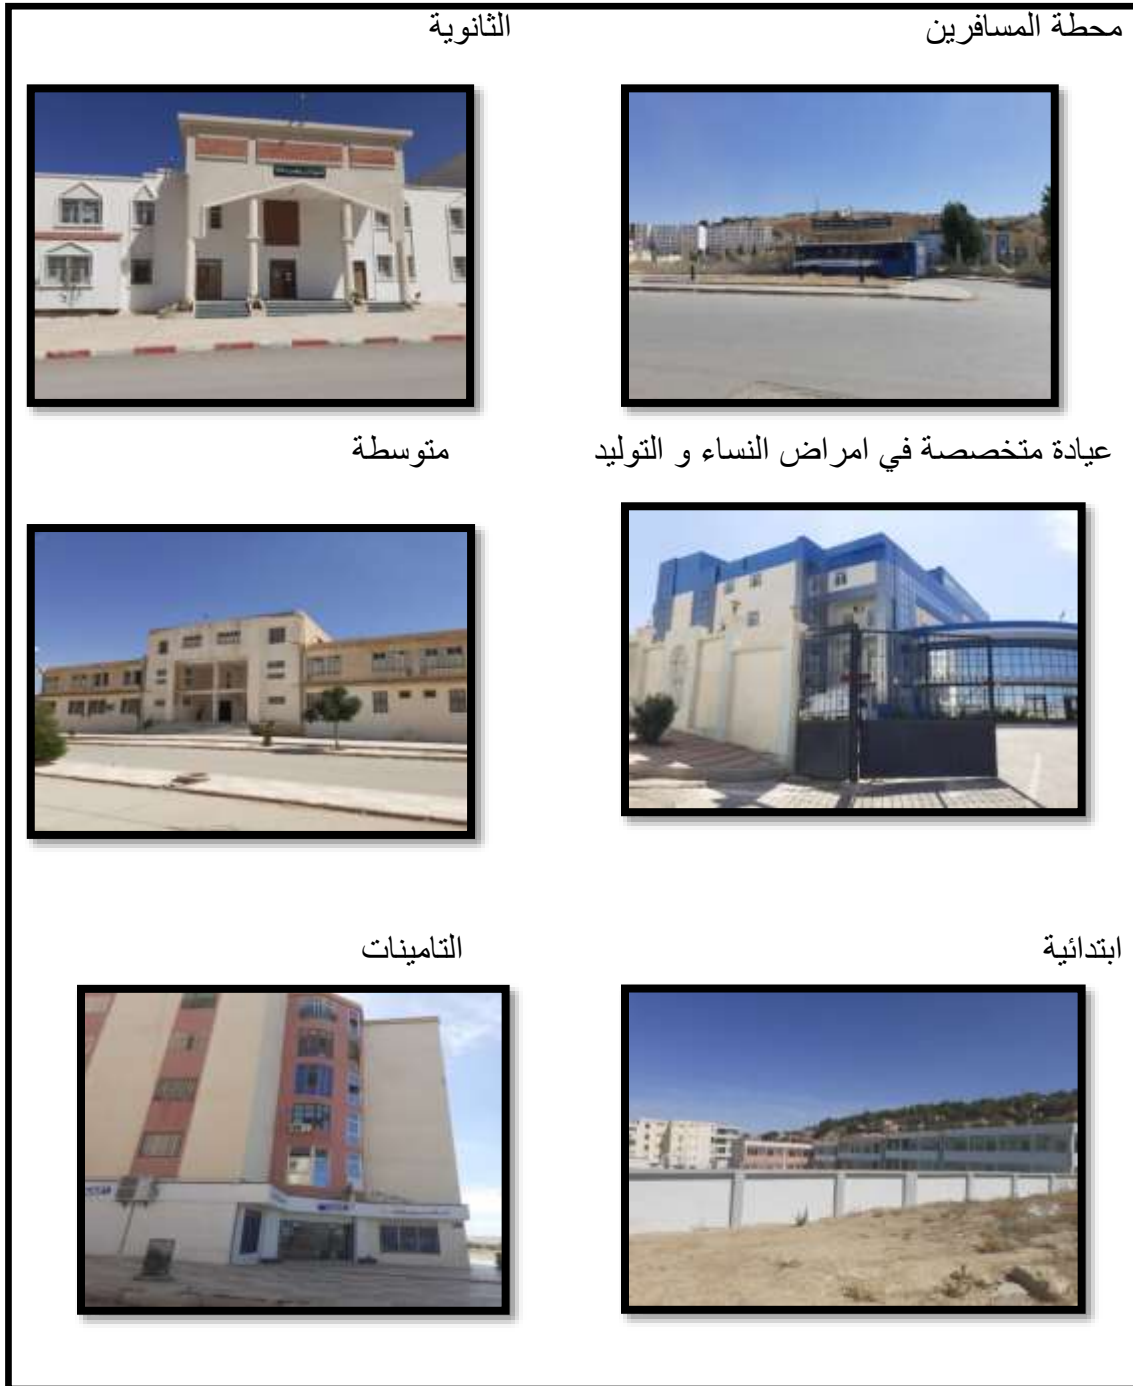 محطة المسافرين
الثانوية
عيادة متخصصة في امراض النساء و التوليد
متوسطة
ابتدائية
التامينات